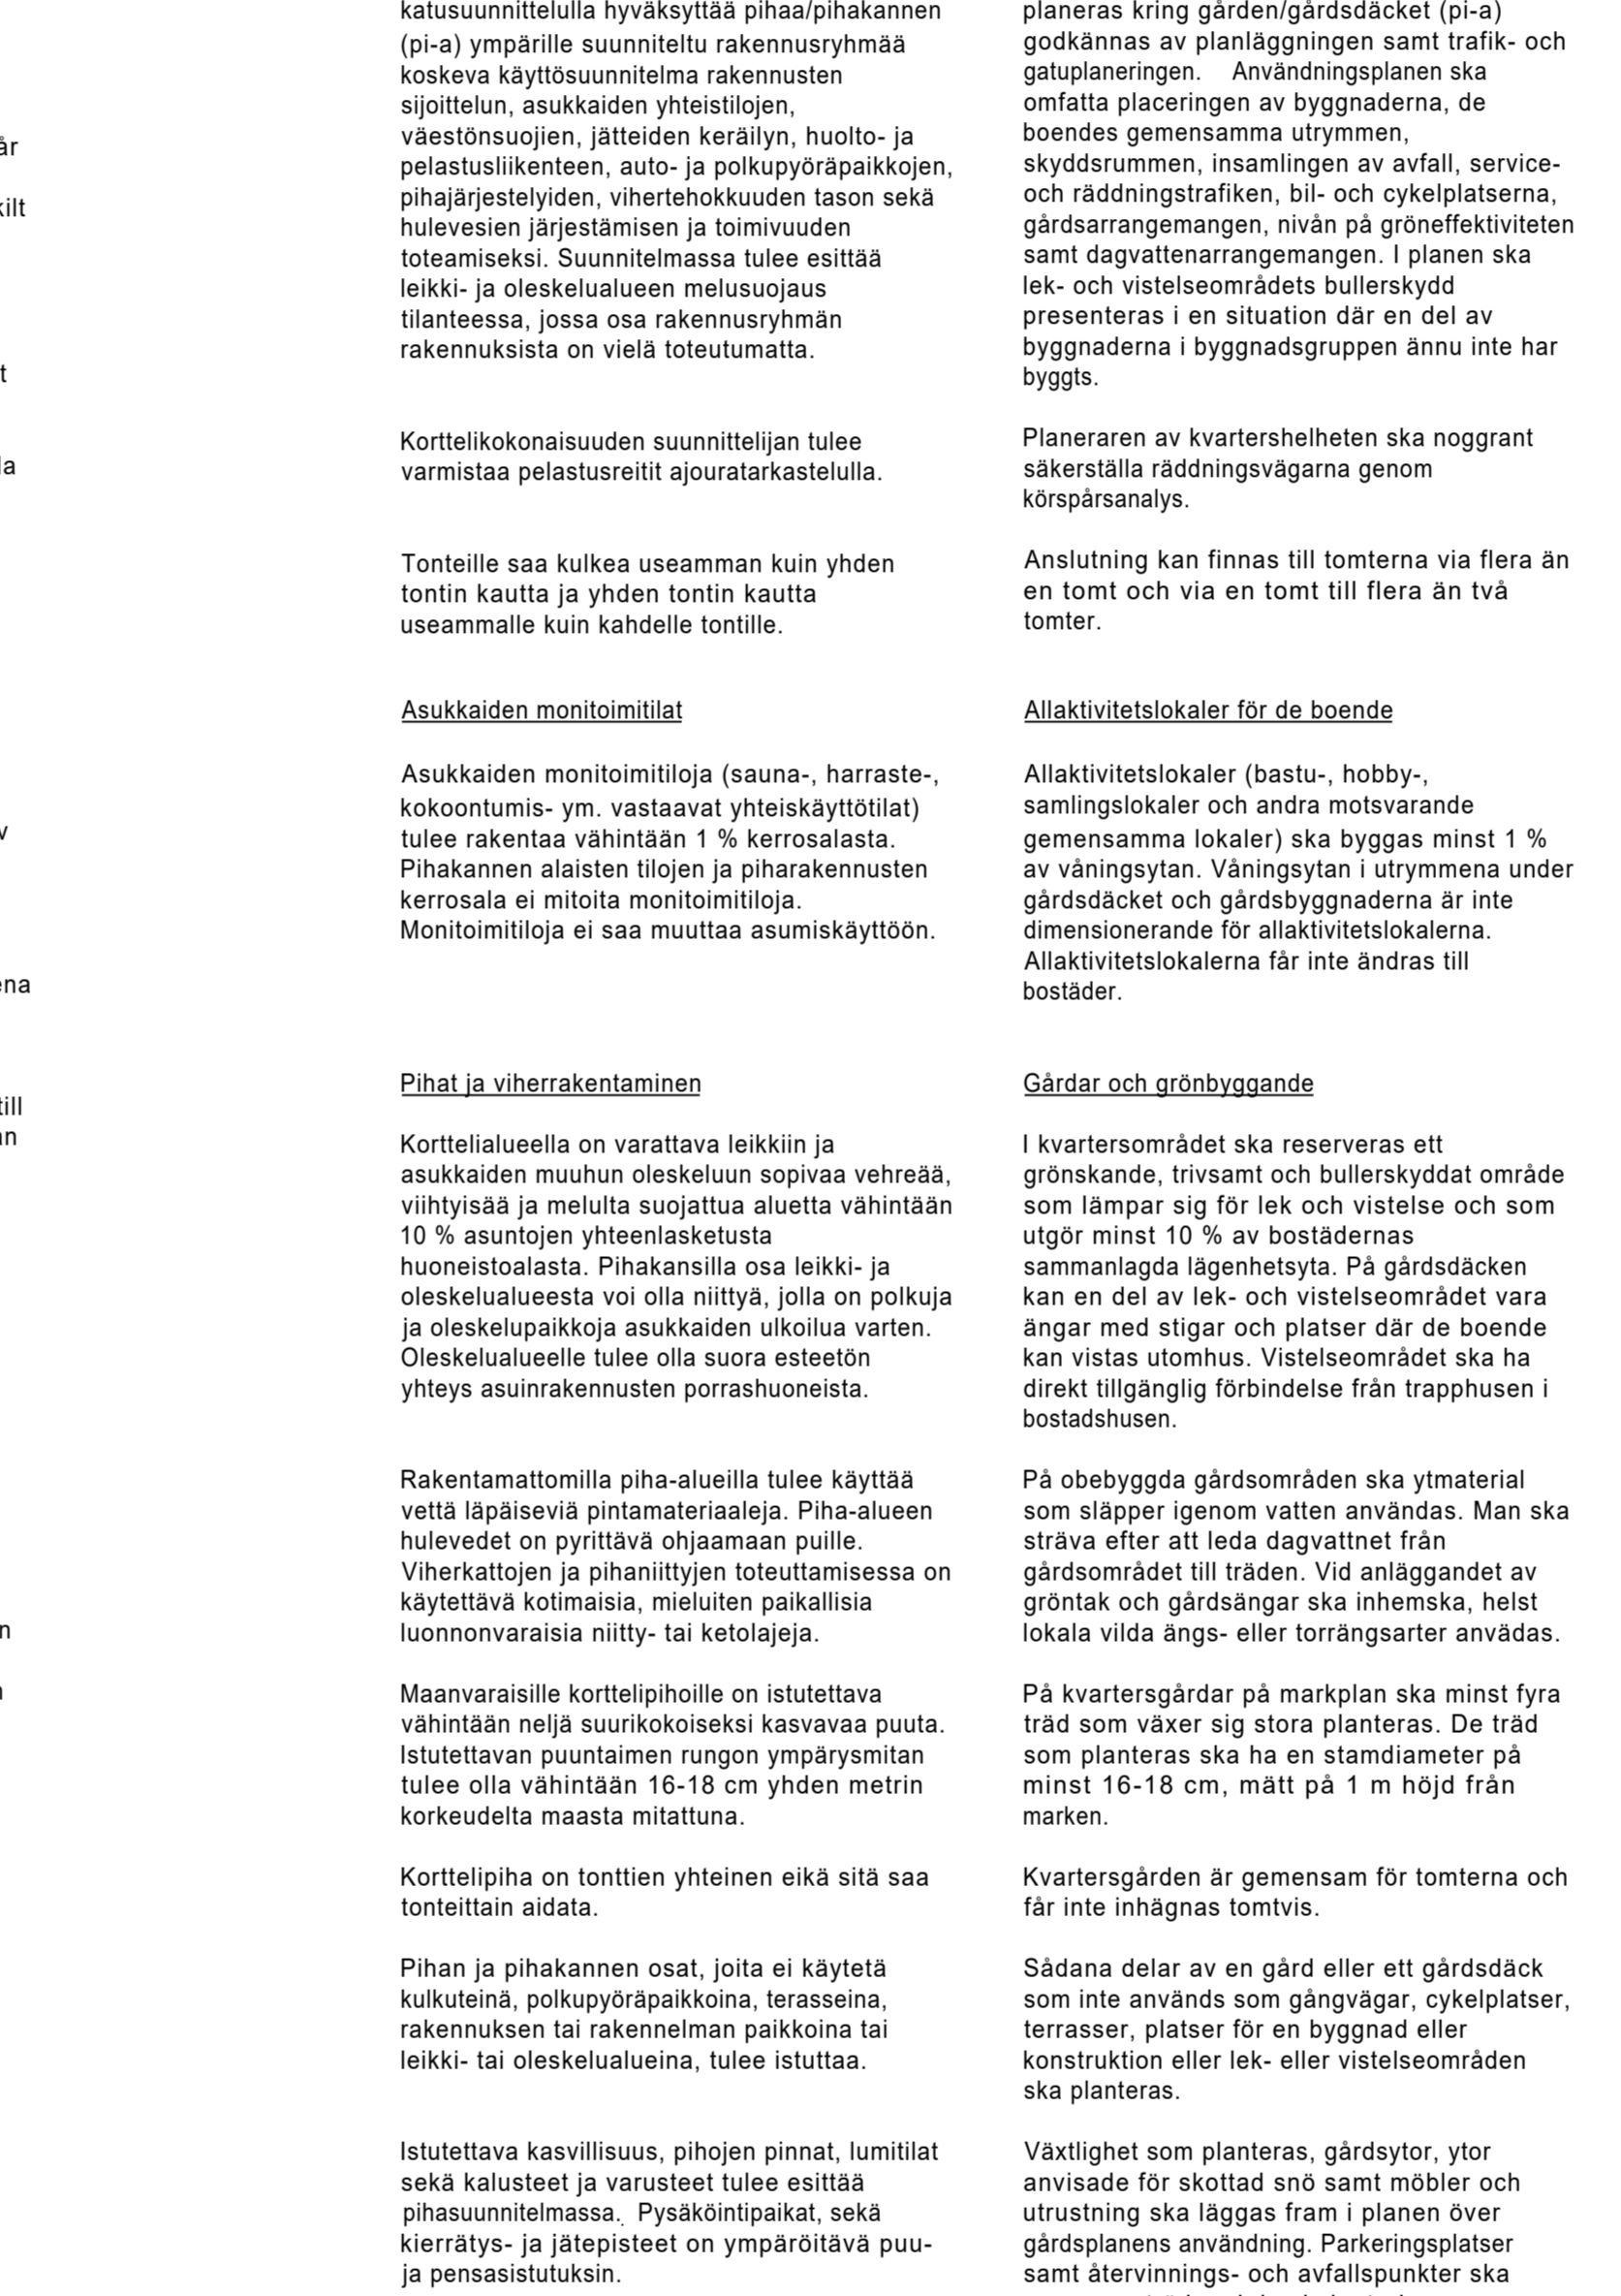 år
kilt
t
la
v
ena
till
an
n
katusuunnittelulla hyväksyttää pihaa/pihakannen
(pi-a) ympärille suunniteltu rakennusryhmää
koskeva käyttösuunnitelma rakennusten
sijoittelun, asukkaiden yhteistilojen,
väestönsuojien, jätteiden keräilyn, huolto- ja
pelastusliikenteen, auto- ja polkupyöräpaikkojen,
pihajärjestelyiden, vihertehokkuuden tason sekä
hulevesien järjestämisen ja toimivuuden
toteamiseksi. Suunnitelmassa tulee esittää
leikki- ja oleskelualueen melusuojaus
tilanteessa, jossa osa rakennusryhmän
rakennuksista on vielä toteutumatta.
Korttelikokonaisuuden suunnittelijan tulee
varmistaa pelastusreitit ajouratarkastelulla.
Tonteille saa kulkea useamman kuin yhden
tontin kautta ja yhden tontin kautta
useammalle kuin kahdelle tontille.
Asukkaiden monitoimitilat
Asukkaiden monitoimitiloja (sauna-, harraste-,
kokoontumis- ym. vastaavat yhteiskäyttötilat)
tulee rakentaa vähintään 1 % kerrosalasta.
Pihakannen alaisten tilojen ja piharakennusten
kerrosala ei mitoita monitoimitiloja.
Monitoimitiloja ei saa muuttaa asumiskäyttöön.
Pihat ja viherrakentaminen
Korttelialueella on varattava leikkiin ja
asukkaiden muuhun oleskeluun sopivaa vehreää,
viihtyisää ja melulta suojattua aluetta vähintään
10 % asuntojen yhteenlasketusta
huoneistoalasta. Pihakansilla osa leikki- ja
oleskelualueesta voi olla niittyä, jolla on polkuja
ja oleskelupaikkoja asukkaiden ulkoilua varten.
Oleskelualueelle tulee olla suora esteetön
yhteys asuinrakennusten porrashuoneista.
Rakentamattomilla piha-alueilla tulee käyttää
vettä läpäiseviä pintamateriaaleja. Piha-alueen
hulevedet on pyrittävä ohjaamaan puille.
Viherkattojen ja pihaniittyjen toteuttamisessa on
käytettävä kotimaisia, mieluiten paikallisia
luonnonvaraisia niitty- tai ketolajeja.
Maanvaraisille korttelipihoille on istutettava
vähintään neljä suurikokoiseksi kasvavaa puuta.
Istutettavan puuntaimen rungon ympärysmitan
tulee olla vähintään 16-18 cm yhden metrin
korkeudelta maasta mitattuna.
Korttelipiha on tonttien yhteinen eikä sitä saa
tonteittain aidata.
Pihan ja pihakannen osat, joita ei käytetä
kulkuteinä, polkupyöräpaikkoina, terasseina,
rakennuksen tai rakennelman paikkoina tai
leikki- tai oleskelualueina, tulee istuttaa.
Istutettava kasvillisuus, pihojen pinnat, lumitilat
sekä kalusteet ja varusteet tulee esittää
pihasuunnitelmassa.. Pysäköintipaikat, sekä
kierrätys- ja jätepisteet on ympäröitävä puu-
ja pensasistutuksin.
planeras kring gården/gårdsdäcket (pi-a)
godkännas av planläggningen samt trafik- och
gatuplaneringen. Användningsplanen ska
omfatta placeringen av byggnaderna, de
boendes gemensamma utrymmen,
skyddsrummen, insamlingen av avfall, service-
och räddningstrafiken, bil- och cykelplatserna,
gårdsarrangemangen, nivån på gröneffektiviteten
samt dagvattenarrangemangen. I planen ska
lek- och vistelseområdets bullerskydd
presenteras i en situation där en del av
byggnaderna i byggnadsgruppen ännu inte har
byggts.
Planeraren av kvartershelheten ska noggrant
säkerställa räddningsvägarna genom
körspårsanalys.
Anslutning kan finnas till tomterna via flera än
en tomt och via en tomt till flera än två
tomter.
Allaktivitetslokaler för de boende
Allaktivitetslokaler (bastu-, hobby-,
samlingslokaler och andra motsvarande
gemensamma lokaler) ska byggas minst 1 %
av våningsytan. Våningsytan i utrymmena under
gårdsdäcket och gårdsbyggnaderna är inte
dimensionerande för allaktivitetslokalerna.
Allaktivitetslokalerna får inte ändras till
bostäder.
Gårdar och grönbyggande
I kvartersområdet ska reserveras ett
grönskande, trivsamt och bullerskyddat område
som lämpar sig för lek och vistelse och som
utgör minst 10 % av bostädernas
sammanlagda lägenhetsyta. På gårdsdäcken
kan en del av lek- och vistelseområdet vara
ängar med stigar och platser där de boende
kan vistas utomhus. Vistelseområdet ska ha
direkt tillgänglig förbindelse från trapphusen i
bostadshusen.
På obebyggda gårdsområden ska ytmaterial
som släpper igenom vatten användas. Man ska
sträva efter att leda dagvattnet från
gårdsområdet till träden. Vid anläggandet av
gröntak och gårdsängar ska inhemska, helst
lokala vilda ängs- eller torrängsarter anvädas.
På kvartersgårdar på markplan ska minst fyra
träd som växer sig stora planteras. De träd
som planteras ska ha en stamdiameter på
minst 16-18 cm, mätt på 1 m höjd från
marken.
Kvartersgården är gemensam för tomterna och
får inte inhägnas tomtvis.
Sådana delar av en gård eller ett gårdsdäck
som inte används som gångvägar, cykelplatser,
terrasser, platser för en byggnad eller
konstruktion eller lek- eller vistelseområden
ska planteras.
Växtlighet som planteras, gårdsytor, ytor
anvisade för skottad snö samt möbler och
utrustning ska läggas fram i planen över
gårdsplanens användning. Parkeringsplatser
samt återvinnings- och avfallspunkter ska